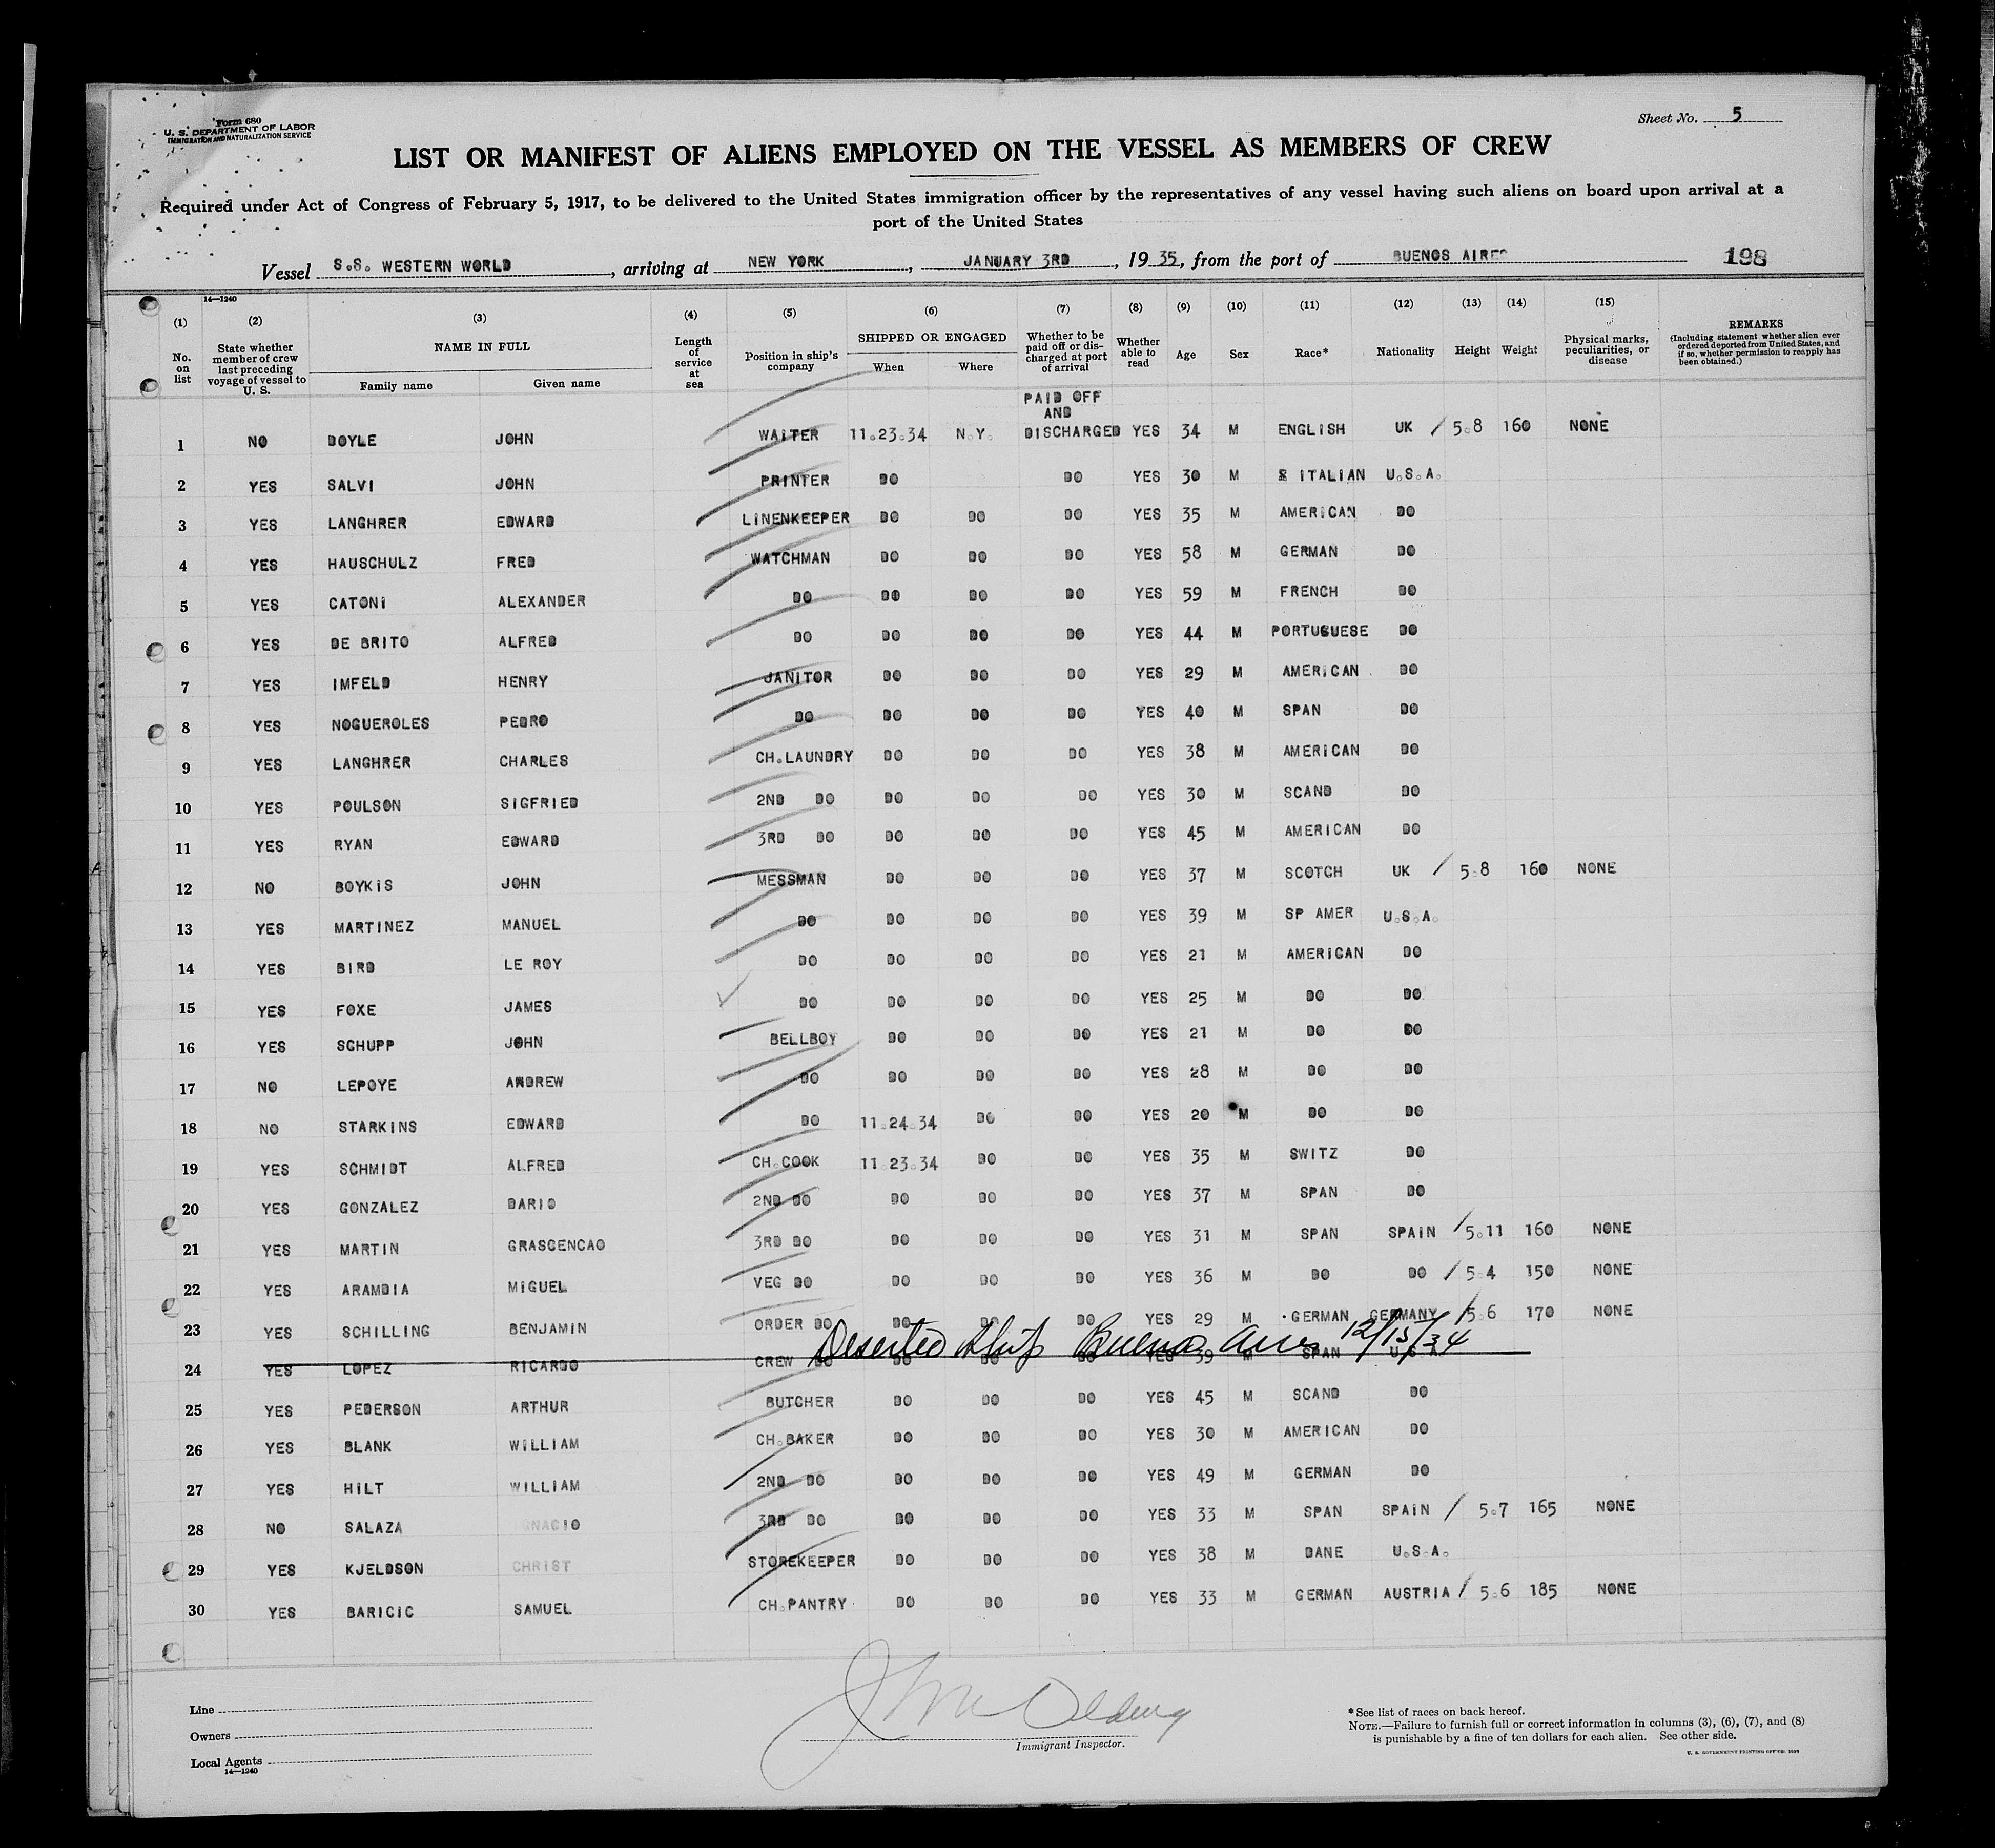 Form 680
U. S. DEPARTMENT OF LABOR
IMMIGRATION AND NATURALIZATION SERVICE
Sheet No. 5
LIST OR MANIFEST OF ALIENS EMPLOYED ON THE VESSEL AS MEMBERS OF CREW
Required under Act of Congress of February 5, 1917, to be delivered to the United States immigration officer by the representatives of any vessel having such aliens on board upon arrival at a
port of the United States
Vessel S.S. WESTERN WORLD, arriving at NEW YORK, JANUARY 3RD, 1935, from the port of BUENOS AIRES 198
14—1240
(1) (2) (3) (4) (5) (6) (7) (8) (9) (10) (11) (12) (13) (14) (15)
No. on list State whether member of crew last preceding voyage of vessel to U. S. NAME IN FULL Family name Given name Length of service at sea Position in ship's company SHIPPED OR ENGAGED When Where Whether to be paid off or discharged at port of arrival Whether able to read Age Sex Race* Nationality Height Weight Physical marks, peculiarities, or disease REMARKS (Including statement whether alien ever ordered deported from United States, and if so, whether permission to reapply has been obtained.)
1 NO DOYLE JOHN WAITER 11.23.34 N.Y. PAID OFF AND DISCHARGED YES 34 M ENGLISH UK / 5.8 160 NONE
2 YES SALVI JOHN PRINTER DO DO YES 30 M ITALIAN U.S.A.
3 YES LANGHRER EDWARD LINENKEEPER DO DO DO YES 35 M AMERICAN DO
4 YES HAUSCHULZ FRED WATCHMAN DO DO DO YES 58 M GERMAN DO
5 YES CATONI ALEXANDER DO DO DO DO YES 59 M FRENCH DO
6 YES DE BRITO ALFRED DO DO DO DO YES 44 M PORTUGUESE DO
7 YES IMFELD HENRY JANITOR DO DO DO YES 29 M AMERICAN DO
8 YES NOGUEROLES PEDRO DO DO DO DO YES 40 M SPAN DO
9 YES LANGHRER CHARLES CH.LAUNDRY DO DO DO YES 38 M AMERICAN DO
10 YES POULSON SIGFRIED 2ND DO DO DO DO YES 30 M SCAND DO
11 YES RYAN EDWARD 3RD DO DO DO DO YES 45 M AMERICAN DO
12 NO BOYKIS JOHN MESSMAN DO DO DO YES 37 M SCOTCH UK / 5.8 160 NONE
13 YES MARTINEZ MANUEL DO DO DO DO YES 39 M SP AMER U.S.A.
14 YES BIRD LE ROY DO DO DO DO YES 21 M AMERICAN DO
15 YES FOXE JAMES DO DO DO DO YES 25 M DO DO
16 YES SCHUPP JOHN BELLBOY DO DO DO YES 21 M DO DO
17 NO LEPOYE ANDREW DO DO DO DO YES 28 M DO DO
18 NO STARKINS EDWARD DO 11.24.34 DO DO YES 20 M DO DO
19 YES SCHMIDT ALFRED CH.COOK 11.23.34 DO DO YES 35 M SWITZ DO
20 YES GONZALEZ DARIO 2ND DO DO DO DO YES 37 M SPAN DO
21 YES MARTIN GRASCENCAO 3RD DO DO DO DO YES 31 M SPAN SPAIN / 5.11 160 NONE
22 YES ARAMDIA MIGUEL VEG DO DO DO DO YES 36 M DO DO / 5.4 150 NONE
23 YES SCHILLING BENJAMIN ORDER DO DO DO DO YES 29 M GERMAN GERMANY / 5.6 170 NONE
Deserted Ship Buenos Aires 12/15/34
24 YES LOPEZ RICARDO CREW DO DO DO DO YES 39 M SPAN U.S.A.
25 YES PEDERSON ARTHUR BUTCHER DO DO DO YES 45 M SCAND DO
26 YES BLANK WILLIAM CH.BAKER DO DO DO YES 30 M AMERICAN DO
27 YES HILT WILLIAM 2ND DO DO DO DO YES 49 M GERMAN DO
28 NO SALAZA GNACIO 3RD DO DO DO DO YES 33 M SPAN SPAIN / 5.7 165 NONE
29 YES KJELDSON CHRIST STOREKEEPER DO DO DO YES 38 M DANE U.S.A.
30 YES BARICIC SAMUEL CH.PANTRY DO DO DO YES 33 M GERMAN AUSTRIA / 5.6 185 NONE
Line
Owners
Local Agents
14—1240
Immigrant Inspector.
*See list of races on back hereof.
NOTE.—Failure to furnish full or correct information in columns (3), (6), (7), and (8)
is punishable by a fine of ten dollars for each alien. See other side.
U. S. GOVERNMENT PRINTING OFFICE: